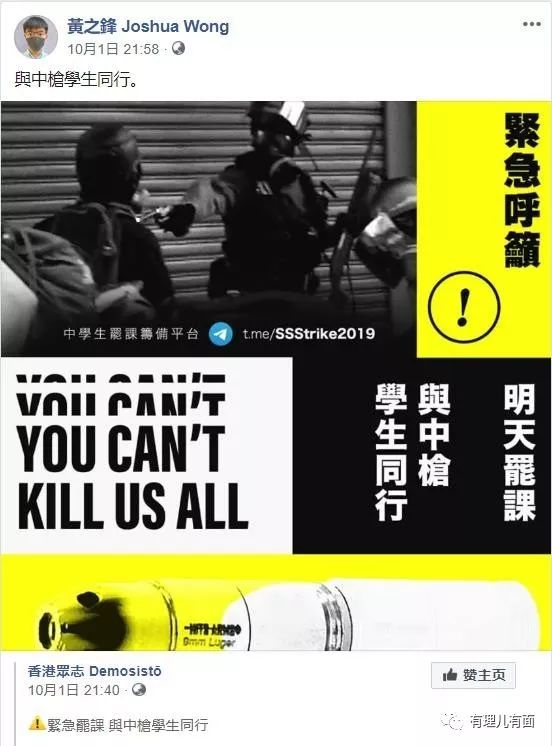 黃之鋒 Joshua Wong
10月1日 21:58 ·
與中槍學生同行。
緊急呼籲
!
中學生罷課籌備平台 t.me/SSStrike2019
YOU CAN'T
YOU CAN'T
YOU CAN'T
KILL US ALL
明天罷課
與中槍
學生同行
9mm Luger
香港眾志 Demosistō
10月1日 21:40 ·
赞主页
⚠緊急罷課 與中槍學生同行
有理儿有面